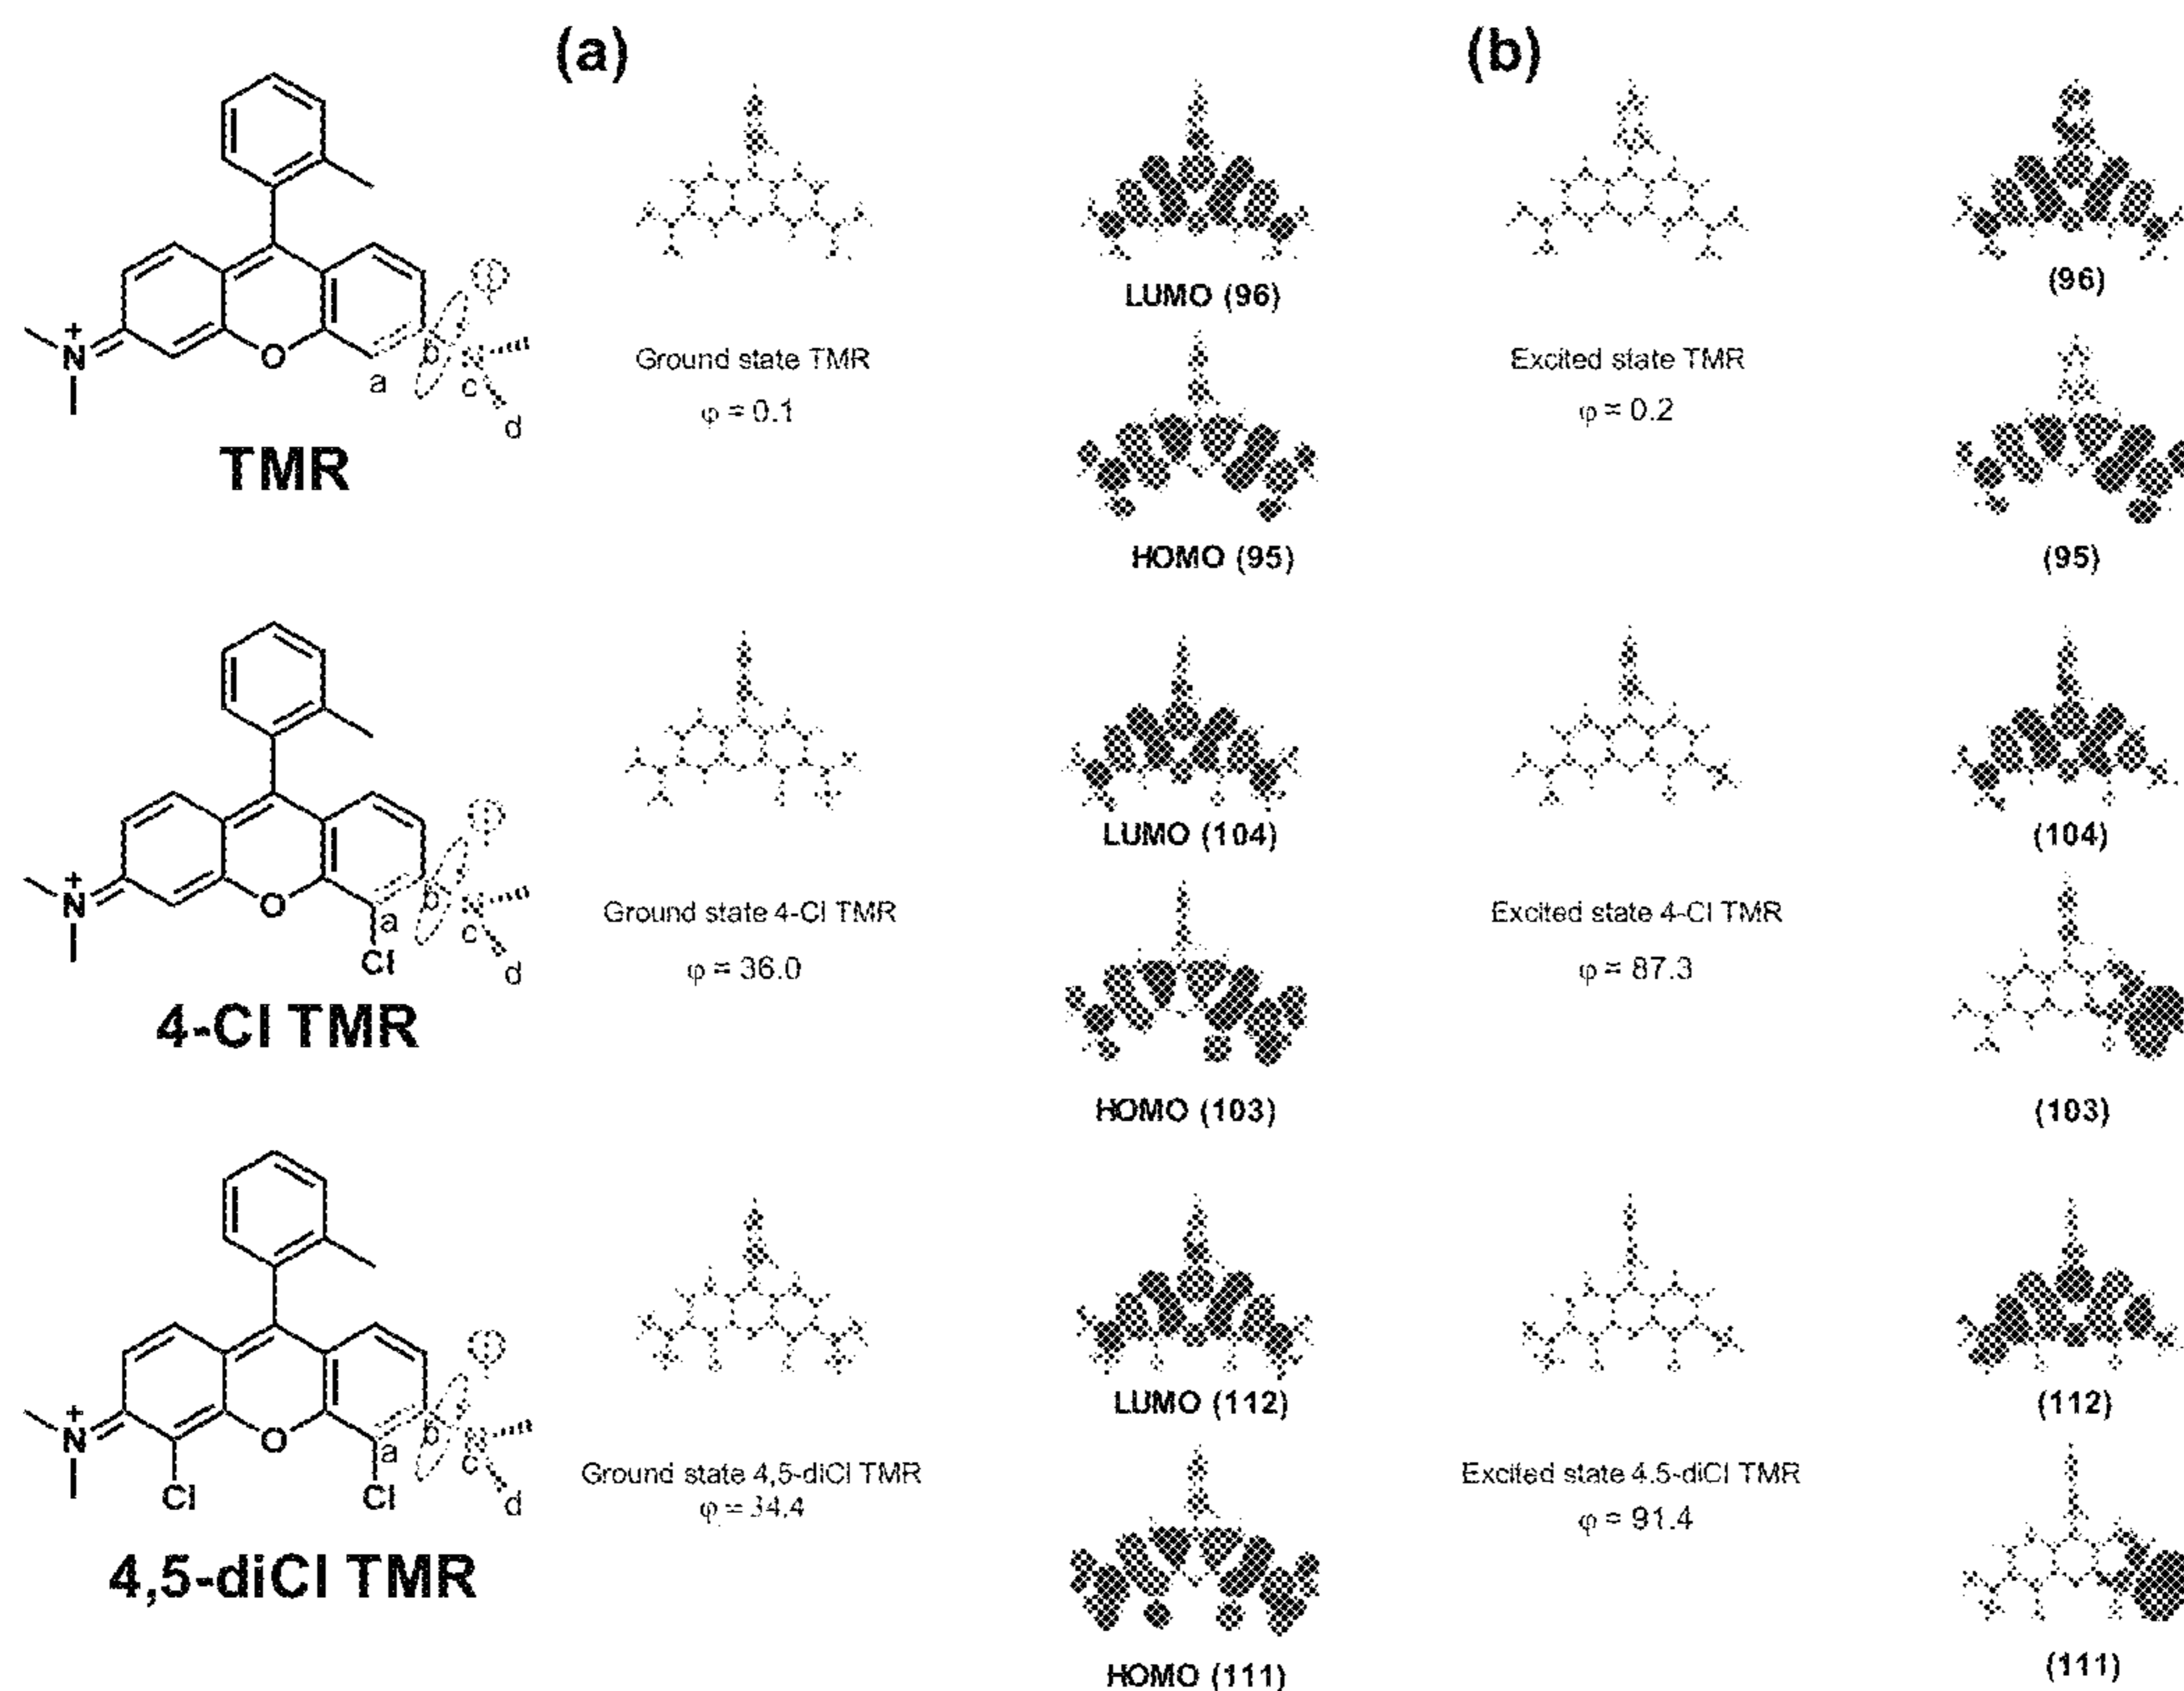 (a)
(b)
N
+
O
a
b
N
c
d
φ
TMR
Ground state TMR
φ = 0.1
LUMO (96)
HOMO (95)
Excited state TMR
φ = 0.2
(96)
(95)
N
+
O
a
b
N
c
d
φ
Cl
4-Cl TMR
Ground state 4-Cl TMR
φ = 36.0
LUMO (104)
HOMO (103)
Excited state 4-Cl TMR
φ = 87.3
(104)
(103)
N
+
O
a
b
N
c
d
φ
Cl
Cl
4,5-diCl TMR
Ground state 4,5-diCl TMR
φ = 34.4
LUMO (112)
HOMO (111)
Excited state 4.5-diCl TMR
φ = 91.4
(112)
(111)